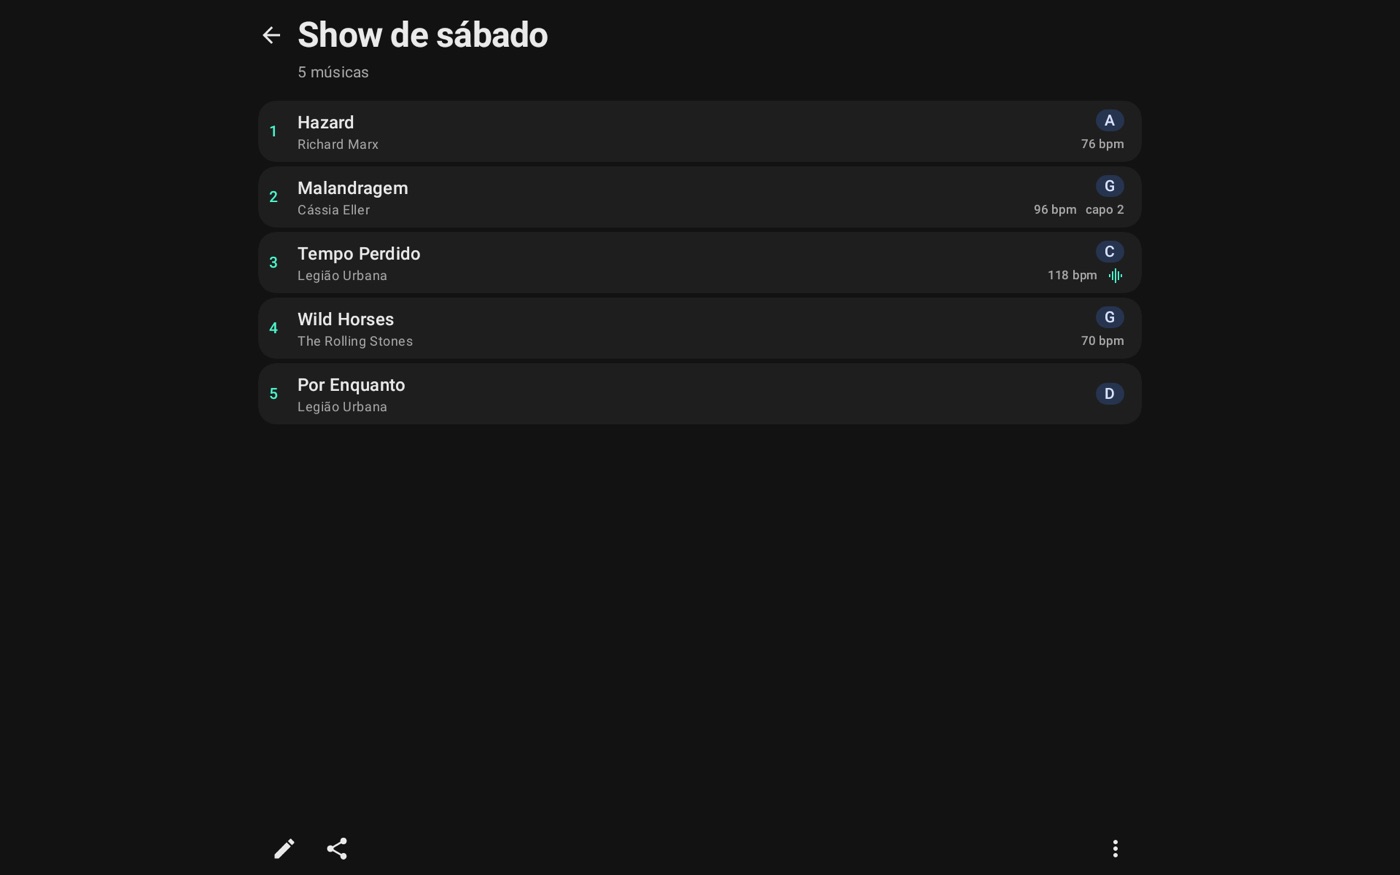 Show de sábado
5 músicas
1
Hazard
Richard Marx
A
76 bpm
2
Malandragem
Cássia Eller
G
96 bpm capo 2
3
Tempo Perdido
Legião Urbana
C
118 bpm
4
Wild Horses
The Rolling Stones
G
70 bpm
5
Por Enquanto
Legião Urbana
D